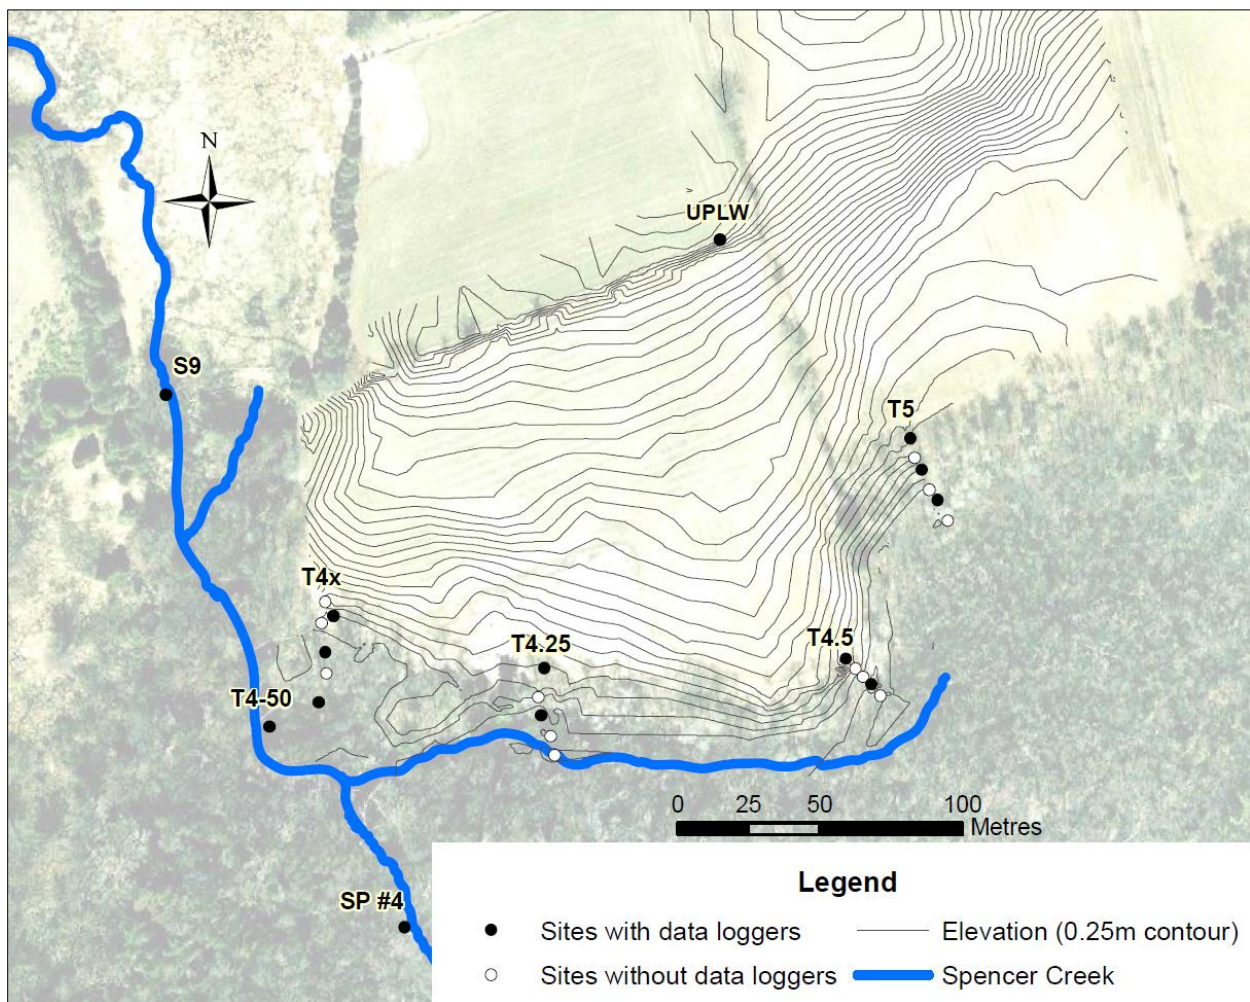 N
UPLW
S9
T5
T4x
T4.25
T4.5
T4-50
0 25 50 100
Metres
SP #4
Legend
Sites with data loggers
Elevation (0.25m contour)
Sites without data loggers
Spencer Creek